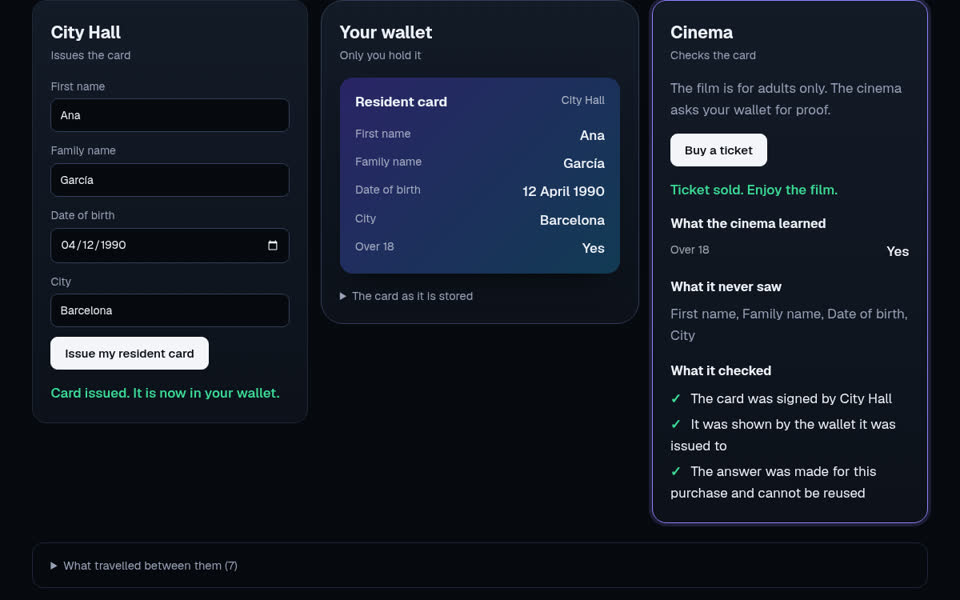 City Hall
Issues the card
First name
Ana
Family name
García
Date of birth
04/12/1990
City
Barcelona
Issue my resident card
Card issued. It is now in your wallet.
Your wallet
Only you hold it
Resident card
City Hall
First name
Ana
Family name
García
Date of birth
12 April 1990
City
Barcelona
Over 18
Yes
The card as it is stored
Cinema
Checks the card
The film is for adults only. The cinema
asks your wallet for proof.
Buy a ticket
Ticket sold. Enjoy the film.
What the cinema learned
Over 18
Yes
What it never saw
First name, Family name, Date of birth,
City
What it checked
✓ The card was signed by City Hall
✓ It was shown by the wallet it was
issued to
✓ The answer was made for this
purchase and cannot be reused
What travelled between them (7)